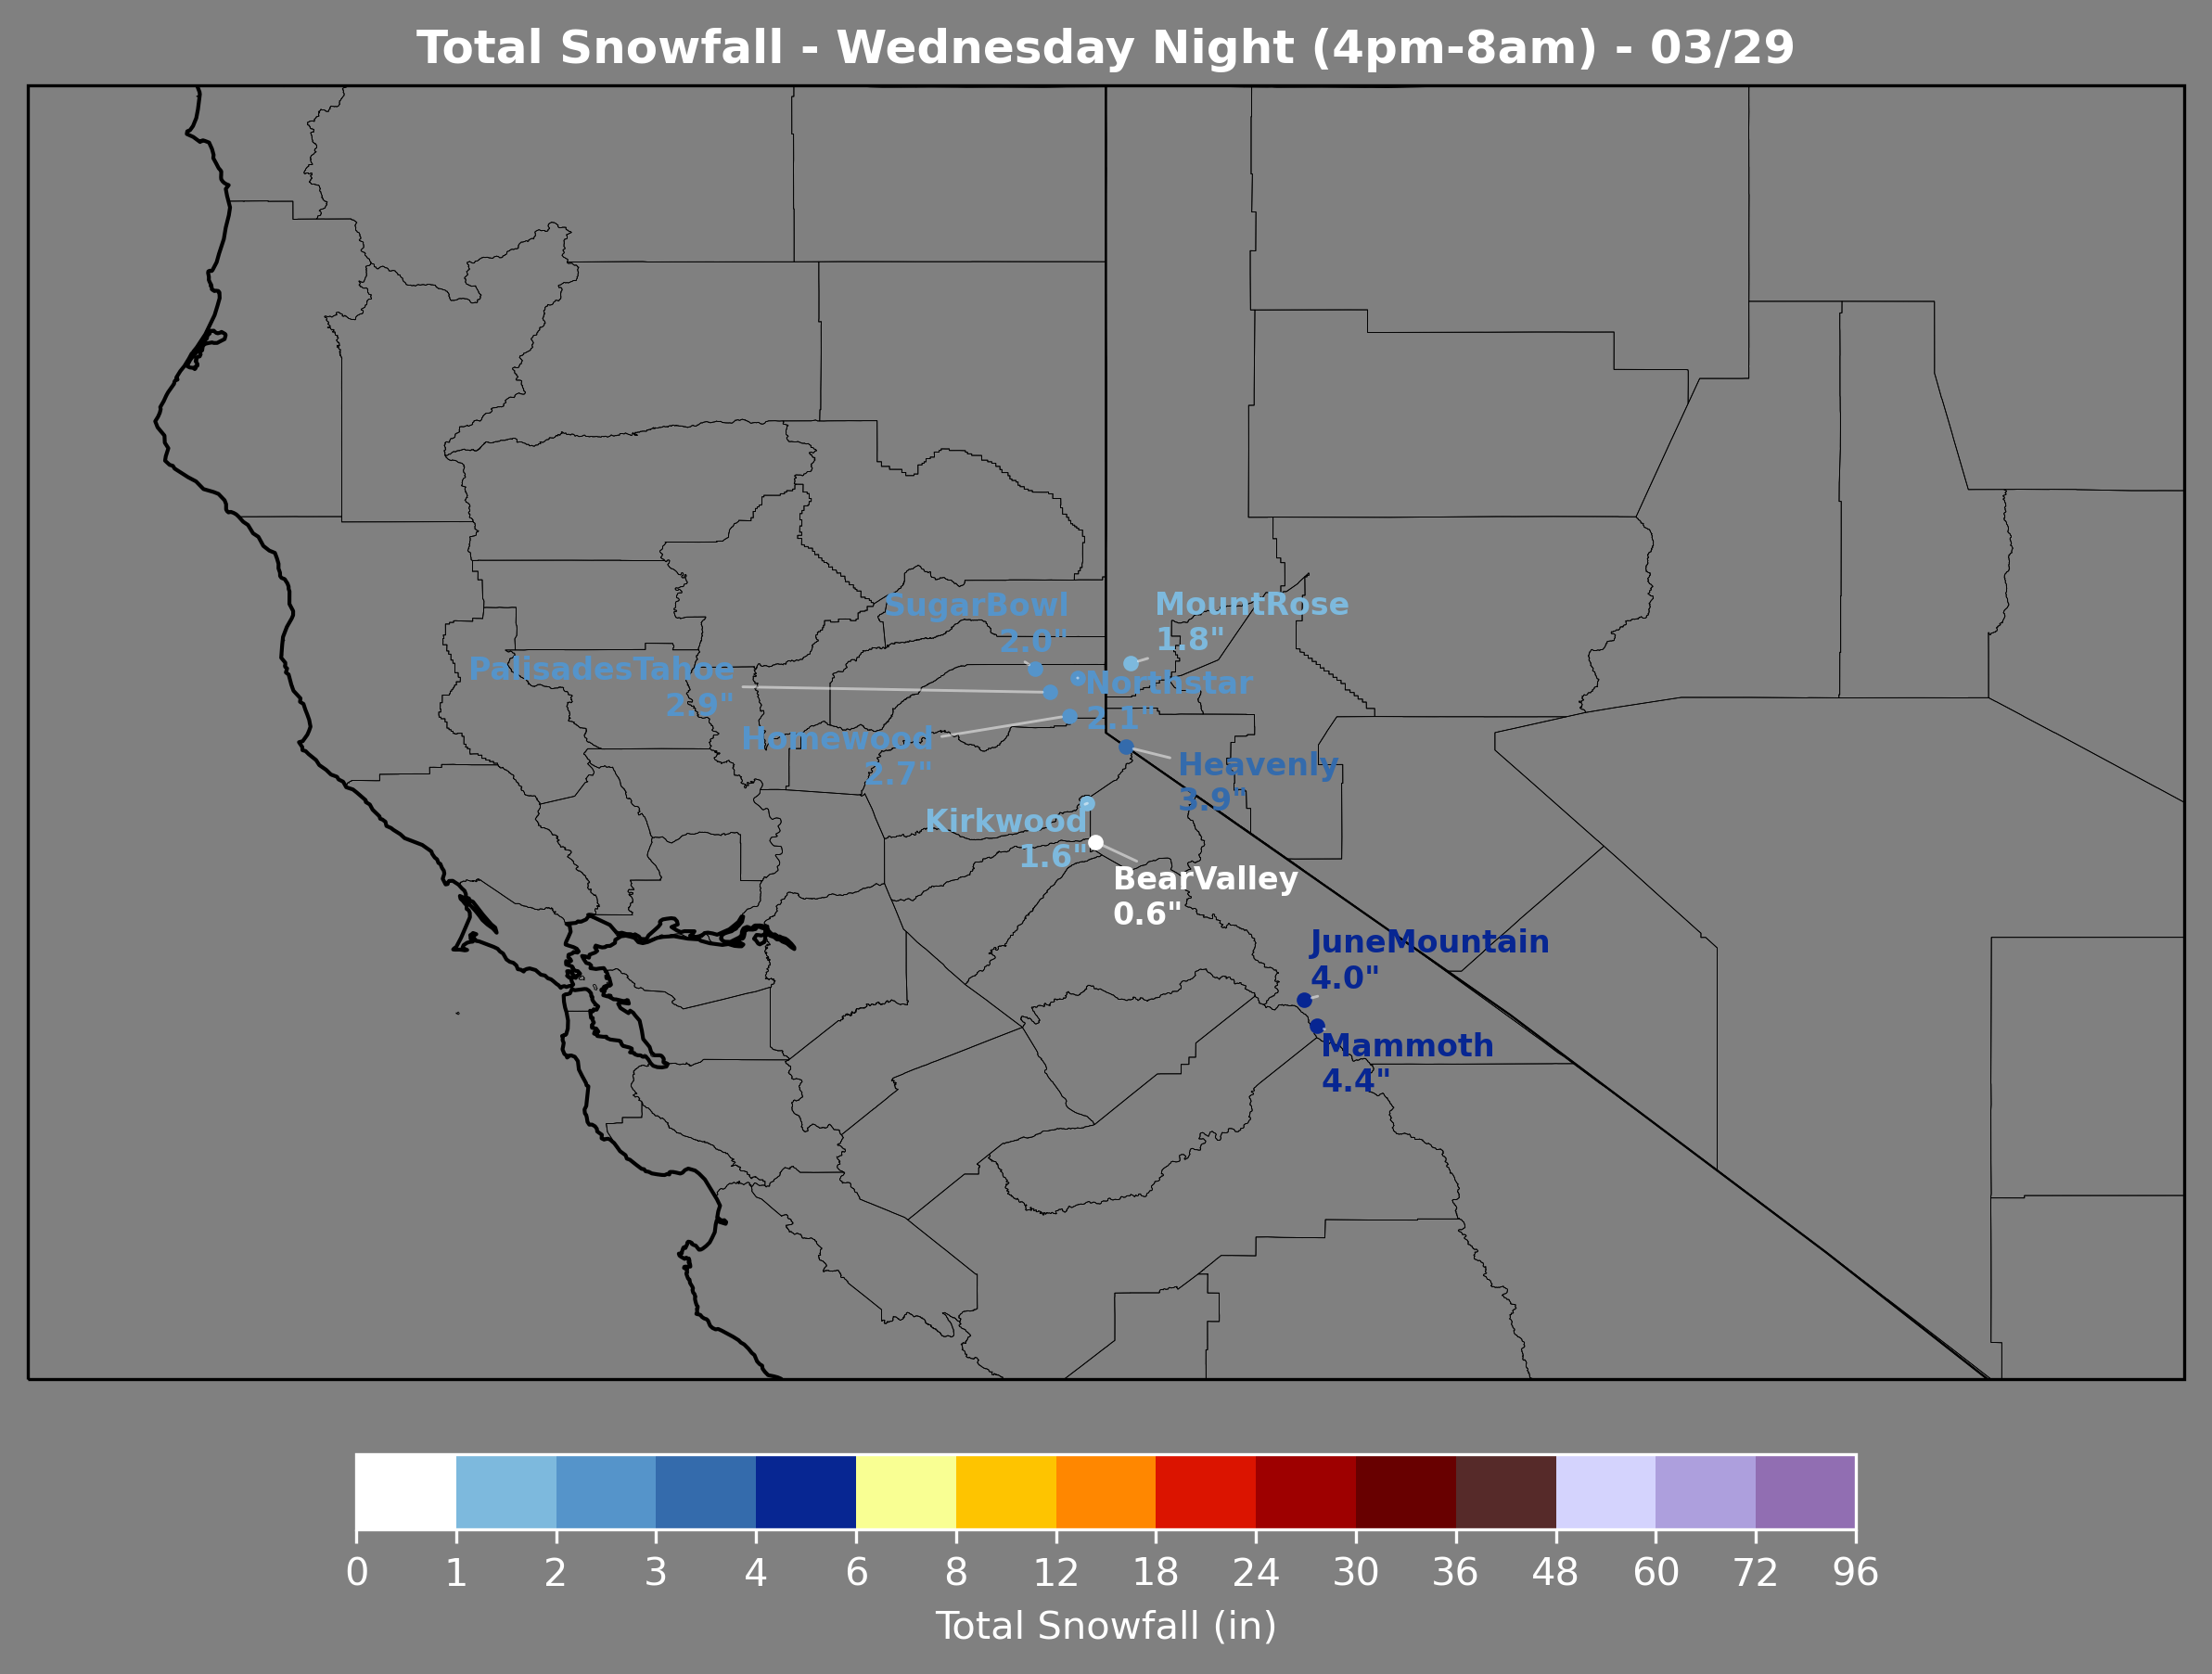 Total Snowfall - Wednesday Night (4pm-8am) - 03/29
SugarBowl
2.0"
MountRose
1.8"
PalisadesTahoe
2.9"
Northstar
2.1"
Homewood
2.7"
Heavenly
3.9"
Kirkwood
1.6"
BearValley
0.6"
JuneMountain
4.0"
Mammoth
4.4"
0 1 2 3 4 6 8 12 18 24 30 36 48 60 72 96
Total Snowfall (in)